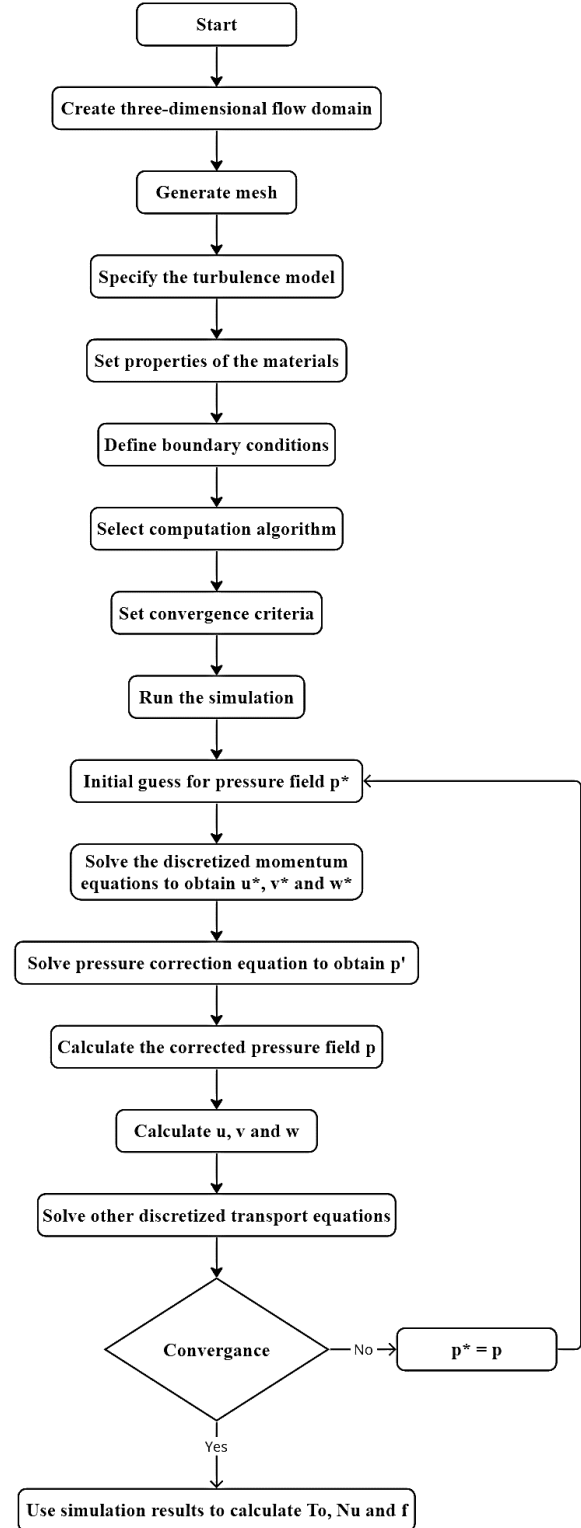 Start
Create three-dimensional flow domain
Generate mesh
Specify the turbulence model
Set properties of the materials
Define boundary conditions
Select computation algorithm
Set convergence criteria
Run the simulation
Initial guess for pressure field p*
Solve the discretized momentum
equations to obtain u*, v* and w*
Solve pressure correction equation to obtain p'
Calculate the corrected pressure field p
Calculate u, v and w
Solve other discretized transport equations
Convergance
No
p* = p
Yes
Use simulation results to calculate To, Nu and f